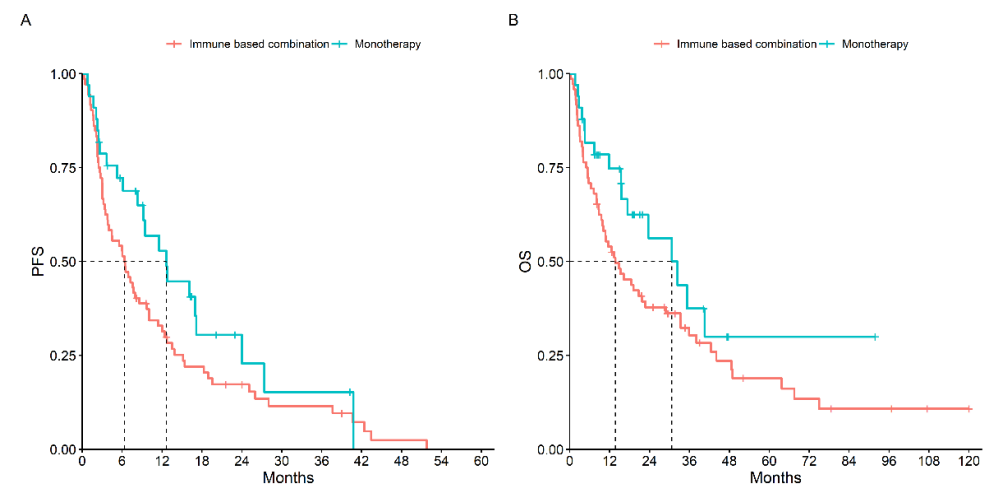 A
Immune based combination Monotherapy
1.00
0.75
0.50
0.25
0.00
PFS
0 6 12 18 24 30 36 42 48 54 60
Months
B
Immune based combination Monotherapy
1.00
0.75
0.50
0.25
0.00
OS
0 12 24 36 48 60 72 84 96 108 120
Months